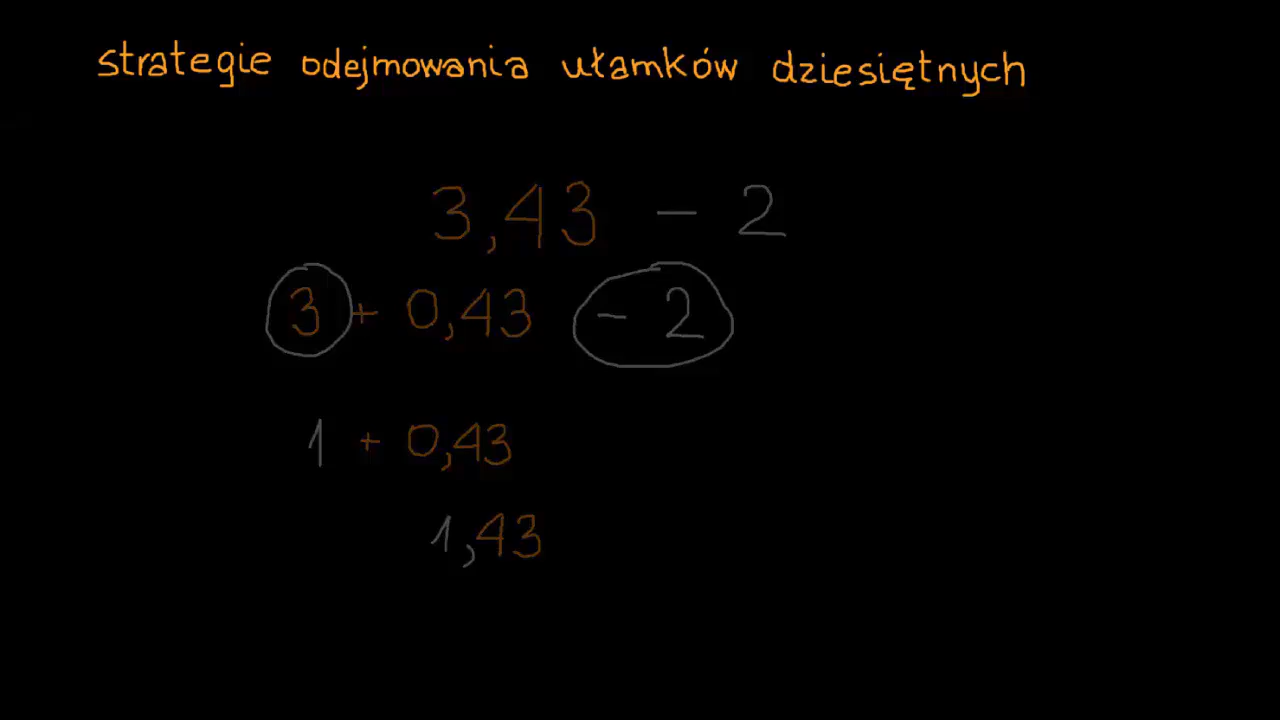 strategie odejmowania ułamków dziesiętnych
3,43 - 2
3 + 0,43 - 2
1 + 0,43
1,43